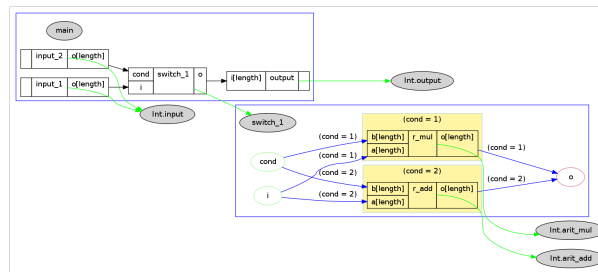 main
input_2 o[length]
input_1 o[length]
cond switch_1 o
i
i[length] output
Int.output
Int.input
switch_1
(cond = 1)
(cond = 1)
b[length] r_mul o[length]
a[length]
(cond = 1)
(cond = 1)
cond
(cond = 2)
(cond = 2)
o
i
(cond = 2)
b[length] r_add o[length]
a[length]
(cond = 2)
Int.arit_mul
Int.arit_add